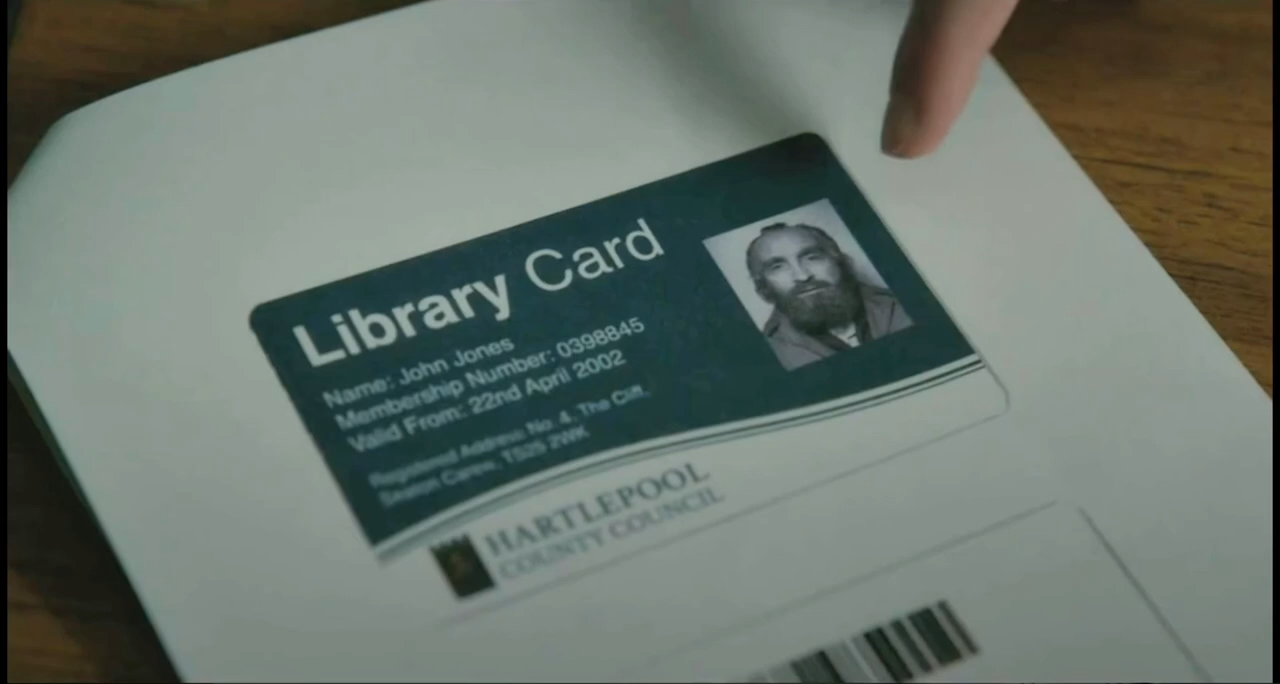 Library Card
Name: John Jones
Membership Number: 0398845
Valid From: 22nd April 2002
Registered Address No: 4, The Cliff,
Seaton Carew, TS25 2WK
HARTLEPOOL
COUNTY COUNCIL